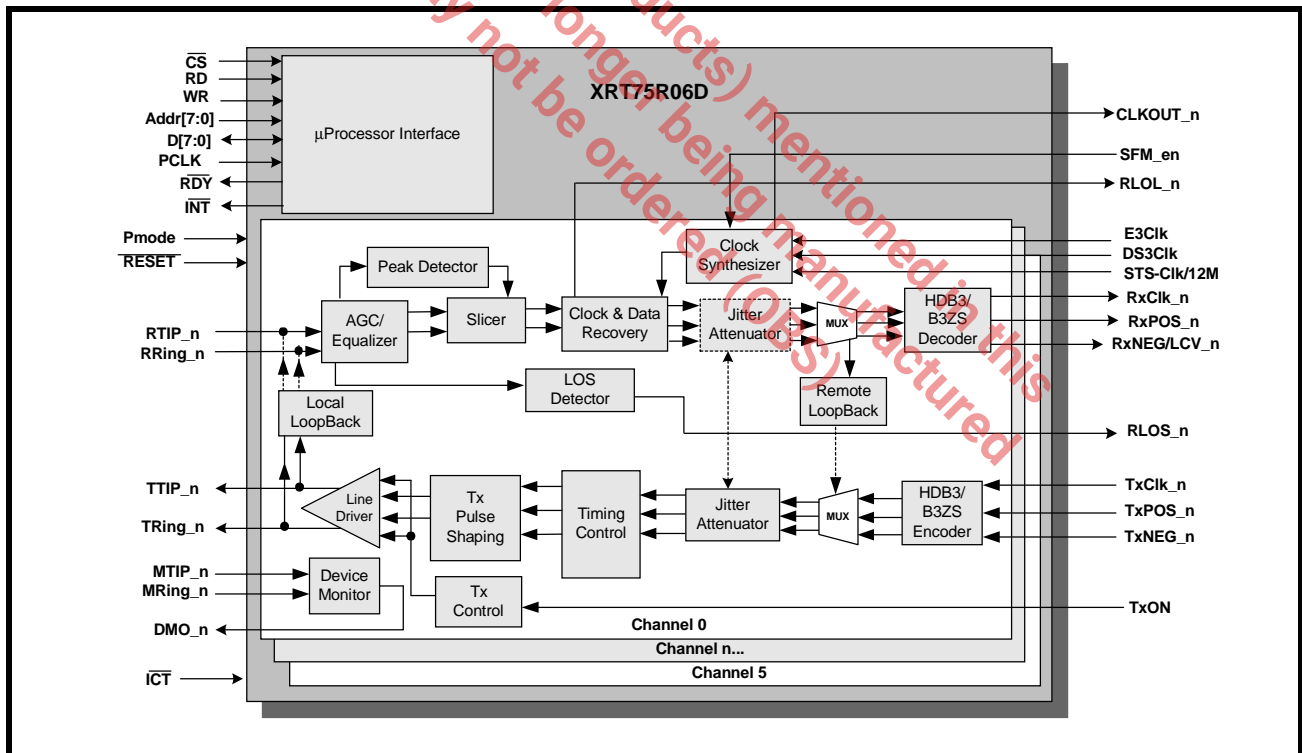 XRT75R06D
CS
RD
WR
Addr[7:0]
D[7:0]
PCLK
RDY
INT
µProcessor Interface
Pmode
RESET
CLKOUT_n
SFM_en
RLOL_n
E3Clk
DS3Clk
STS-Clk/12M
RxClk_n
RxPOS_n
RxNEG/LCV_n
Clock
Synthesizer
Peak Detector
RTIP_n
RRing_n
AGC/
Equalizer
Slicer
Clock & Data
Recovery
Jitter
Attenuator
MUX
HDB3/
B3ZS
Decoder
LOS
Detector
Remote
LoopBack
RLOS_n
Local
LoopBack
TTIP_n
TRing_n
Line
Driver
Tx
Pulse
Shaping
Timing
Control
Jitter
Attenuator
MUX
HDB3/
B3ZS
Encoder
TxClk_n
TxPOS_n
TxNEG_n
MTIP_n
MRing_n
DMO_n
Device
Monitor
Tx
Control
TxON
Channel 0
Channel n...
Channel 5
ICT
ducts) mentioned in this
longer being manufactured
y not be ordered (OBS)